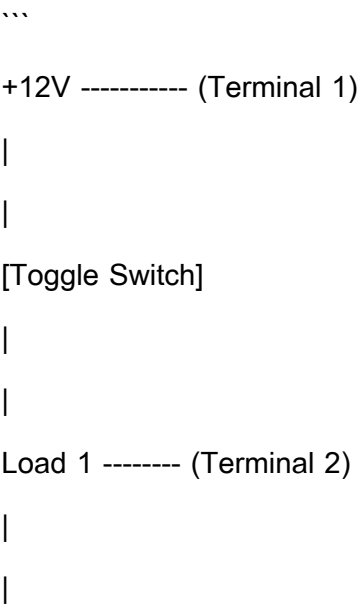 ```
+12V ----------- (Terminal 1)
|
|
[Toggle Switch]
|
|
Load 1 -------- (Terminal 2)
|
|